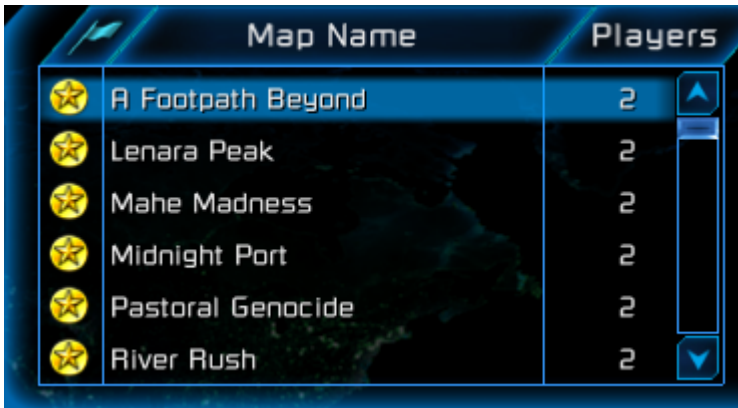 Map Name Players
A Footpath Beyond 2
Lenara Peak 2
Mahe Madness 2
Midnight Port 2
Pastoral Genocide 2
River Rush 2